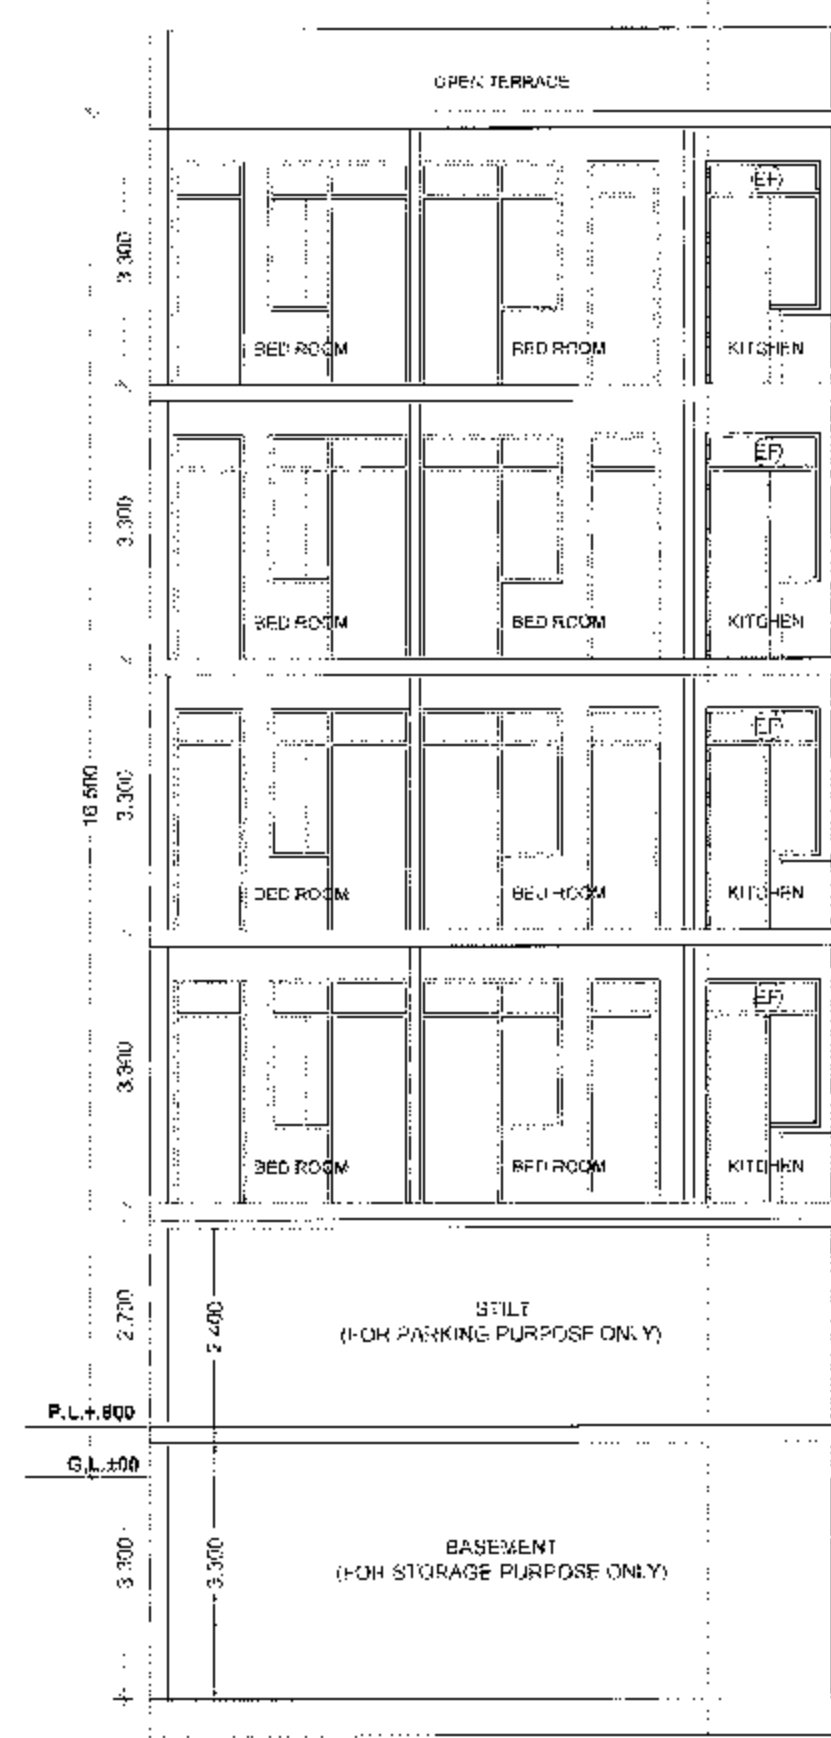 OPEN TERRACE
EF
3.300
BED ROOM BED ROOM KITCHEN
EF
3.300
BED ROOM BED ROOM KITCHEN
EF
16.500
3.300
BED ROOM BED ROOM KITCHEN
EF
3.300
BED ROOM BED ROOM KITCHEN
2.700
2.400
STILT
(FOR PARKING PURPOSE ONLY)
P.L.+.800
G.L.±00
3.300
3.300
BASEMENT
(FOR STORAGE PURPOSE ONLY)